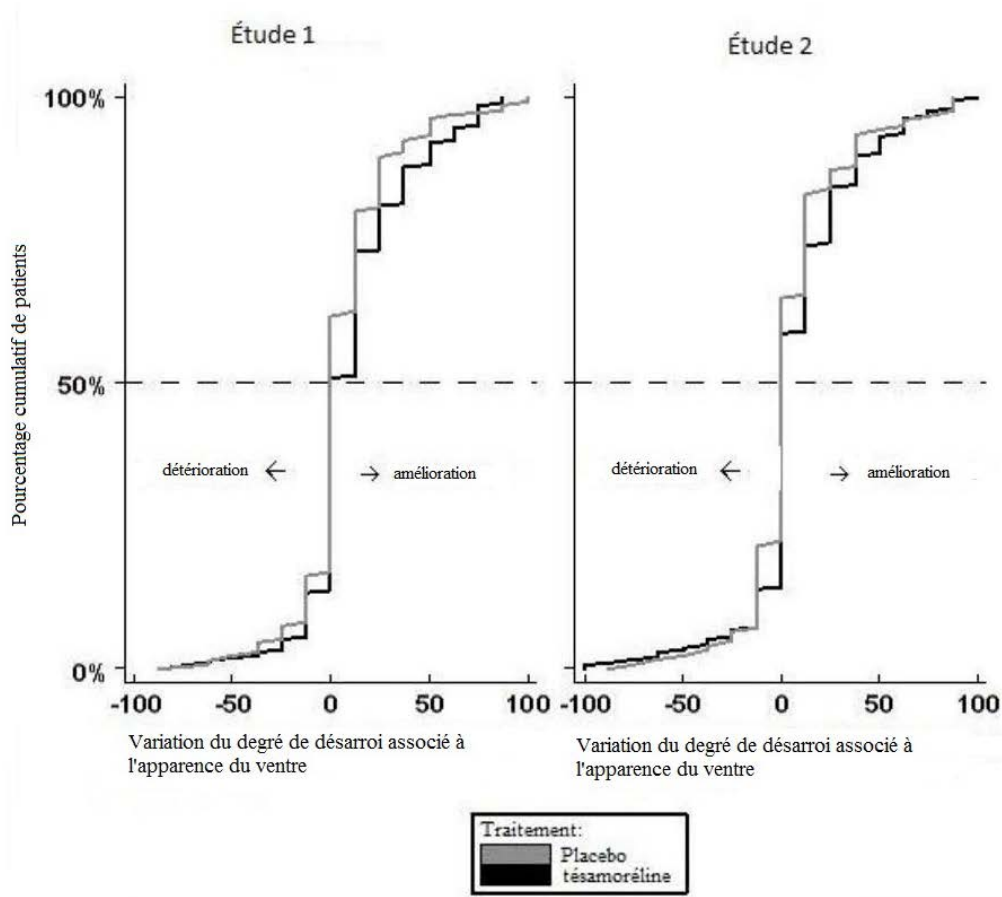 Étude 1
Étude 2
Pourcentage cumulatif de patients
100%
50%
0%
détérioration ← → amélioration
détérioration ← → amélioration
-100 -50 0 50 100
-100 -50 0 50 100
Variation du degré de désarroi associé à
l'apparence du ventre
Variation du degré de désarroi associé à
l'apparence du ventre
Traitement:
Placebo
tésamoréline